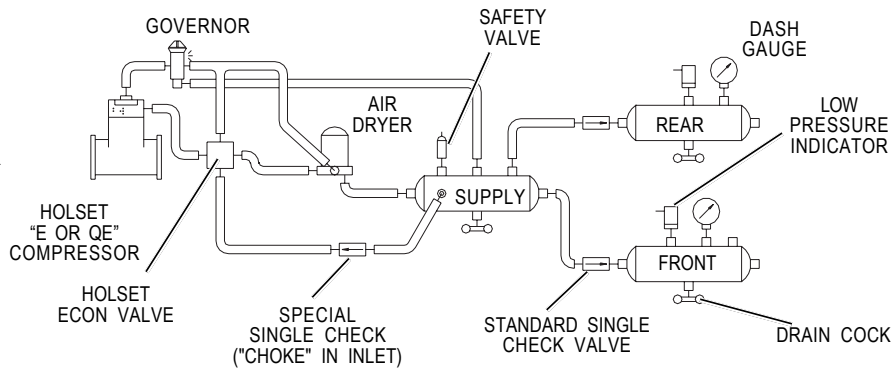 GOVERNOR
SAFETY
VALVE
DASH
GAUGE
AIR
DRYER
LOW
PRESSURE
INDICATOR
REAR
SUPPLY
HOLSET
“E OR QE”
COMPRESSOR
FRONT
HOLSET
ECON VALVE
SPECIAL
SINGLE CHECK
("CHOKE" IN INLET)
STANDARD SINGLE
CHECK VALVE
DRAIN COCK